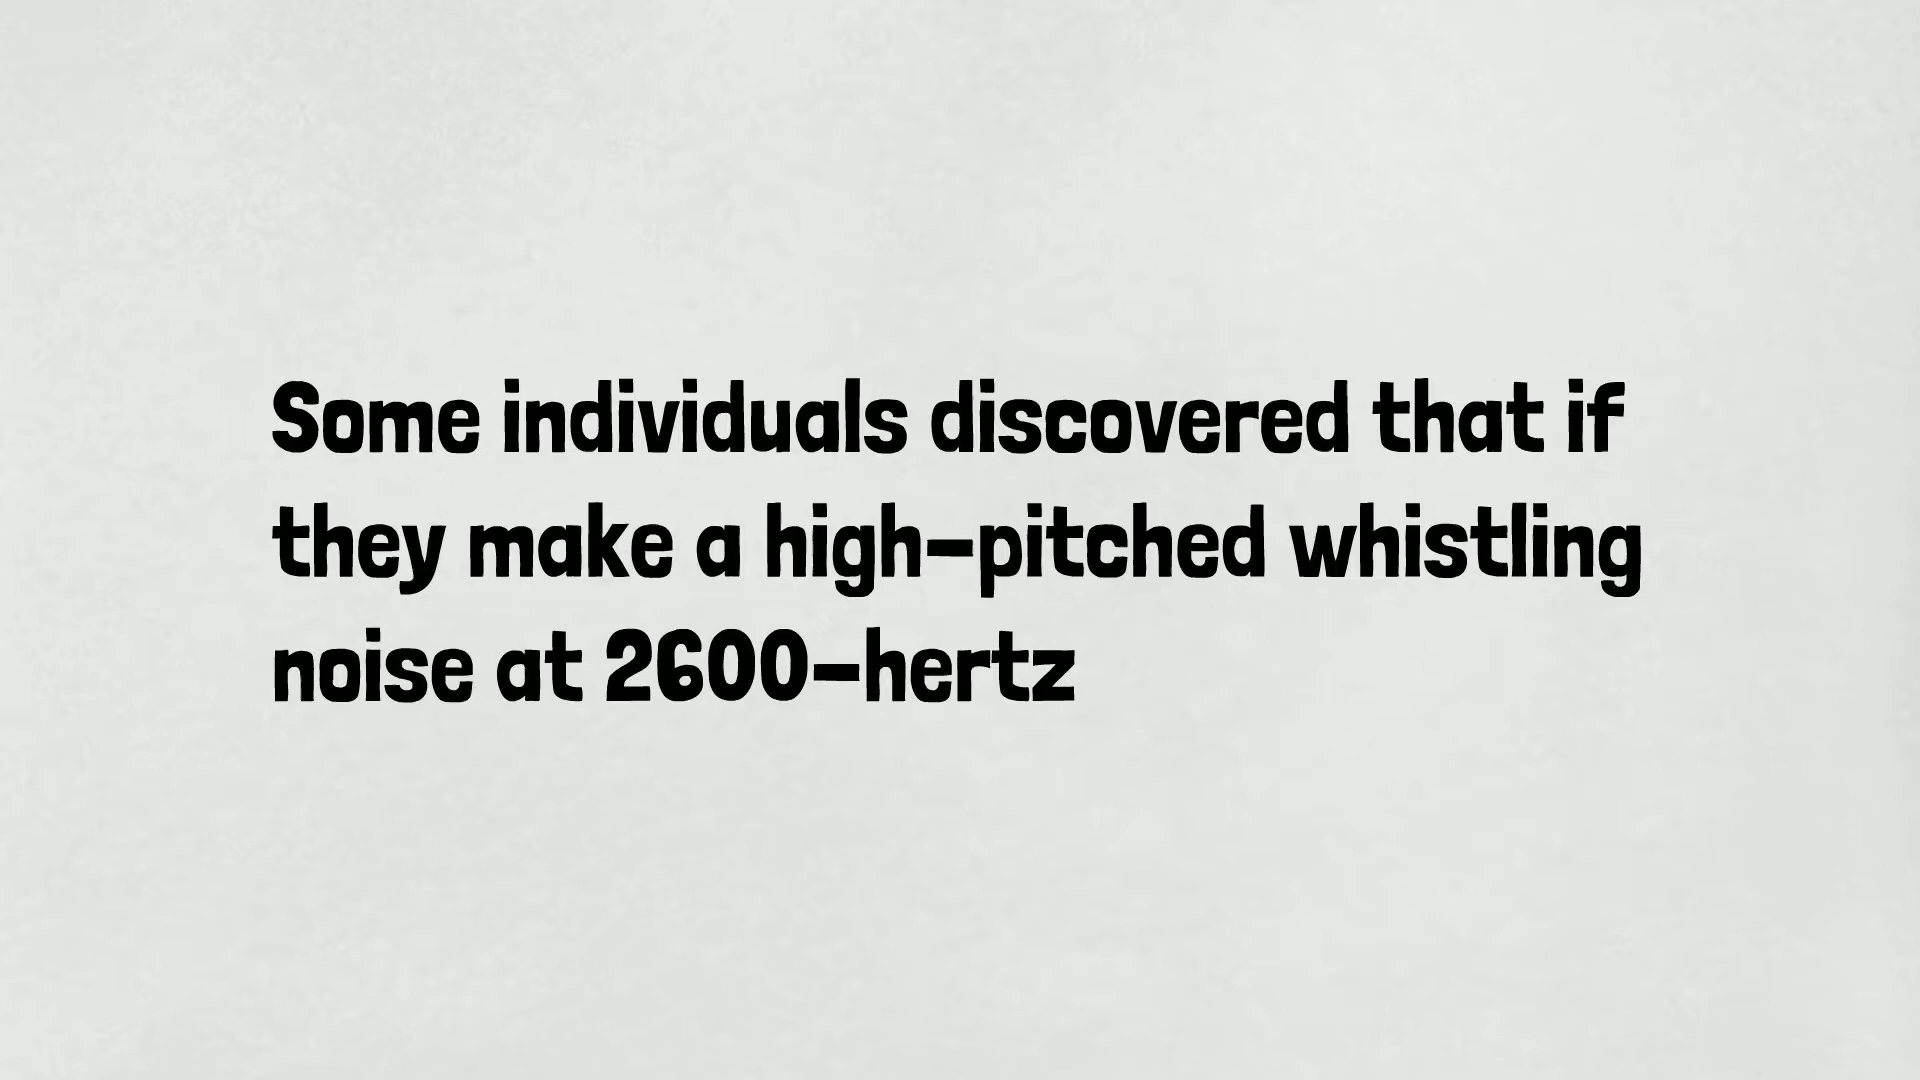 Some individuals discovered that if
they make a high-pitched whistling
noise at 2600-hertz